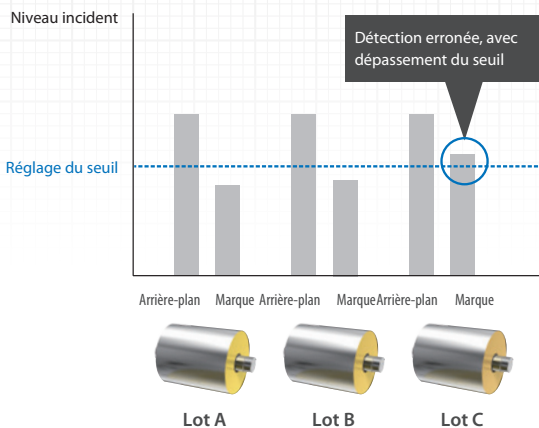 Niveau incident
Détection erronée, avec
dépassement du seuil
Réglage du seuil
Arrière-plan Marque Arrière-plan Marque Arrière-plan Marque
Lot A Lot B Lot C